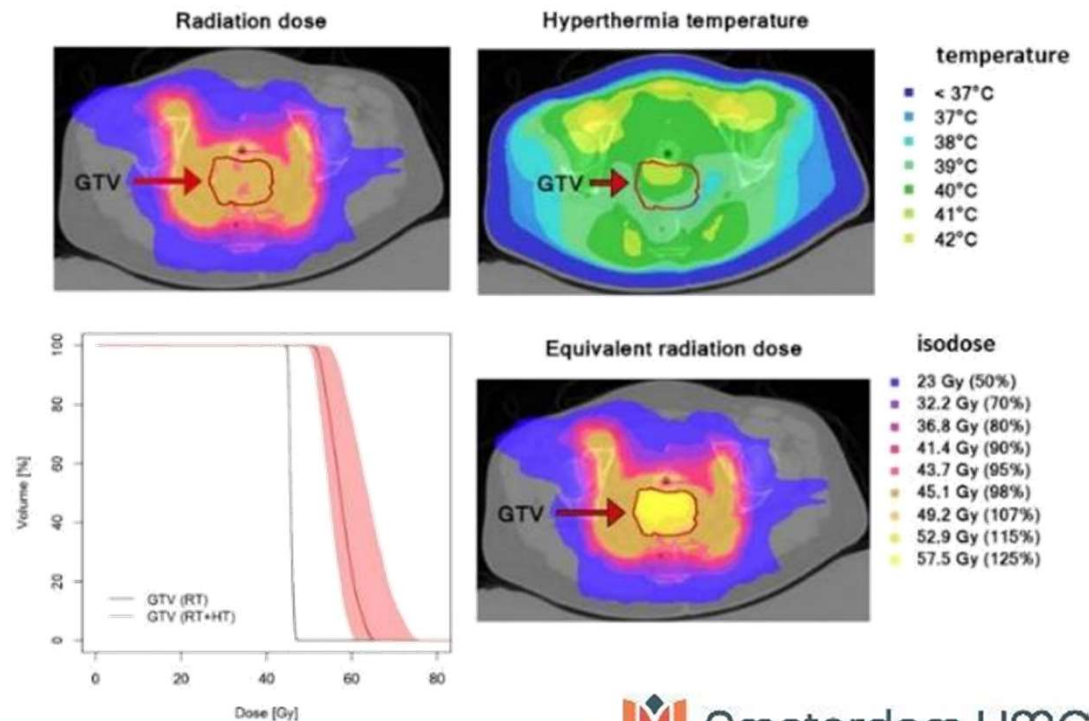 Radiation dose
GTV
Hyperthermia temperature
GTV
temperature
< 37°C
37°C
38°C
39°C
40°C
41°C
42°C
Volume [%]
100
80
60
40
20
0
GTV (RT)
GTV (RT+HT)
0 20 40 60 80
Dose [Gy]
Equivalent radiation dose
GTV
isodose
23 Gy (50%)
32.2 Gy (70%)
36.8 Gy (80%)
41.4 Gy (90%)
43.7 Gy (95%)
45.1 Gy (98%)
49.2 Gy (107%)
52.9 Gy (115%)
57.5 Gy (125%)
Amsterdam UMC